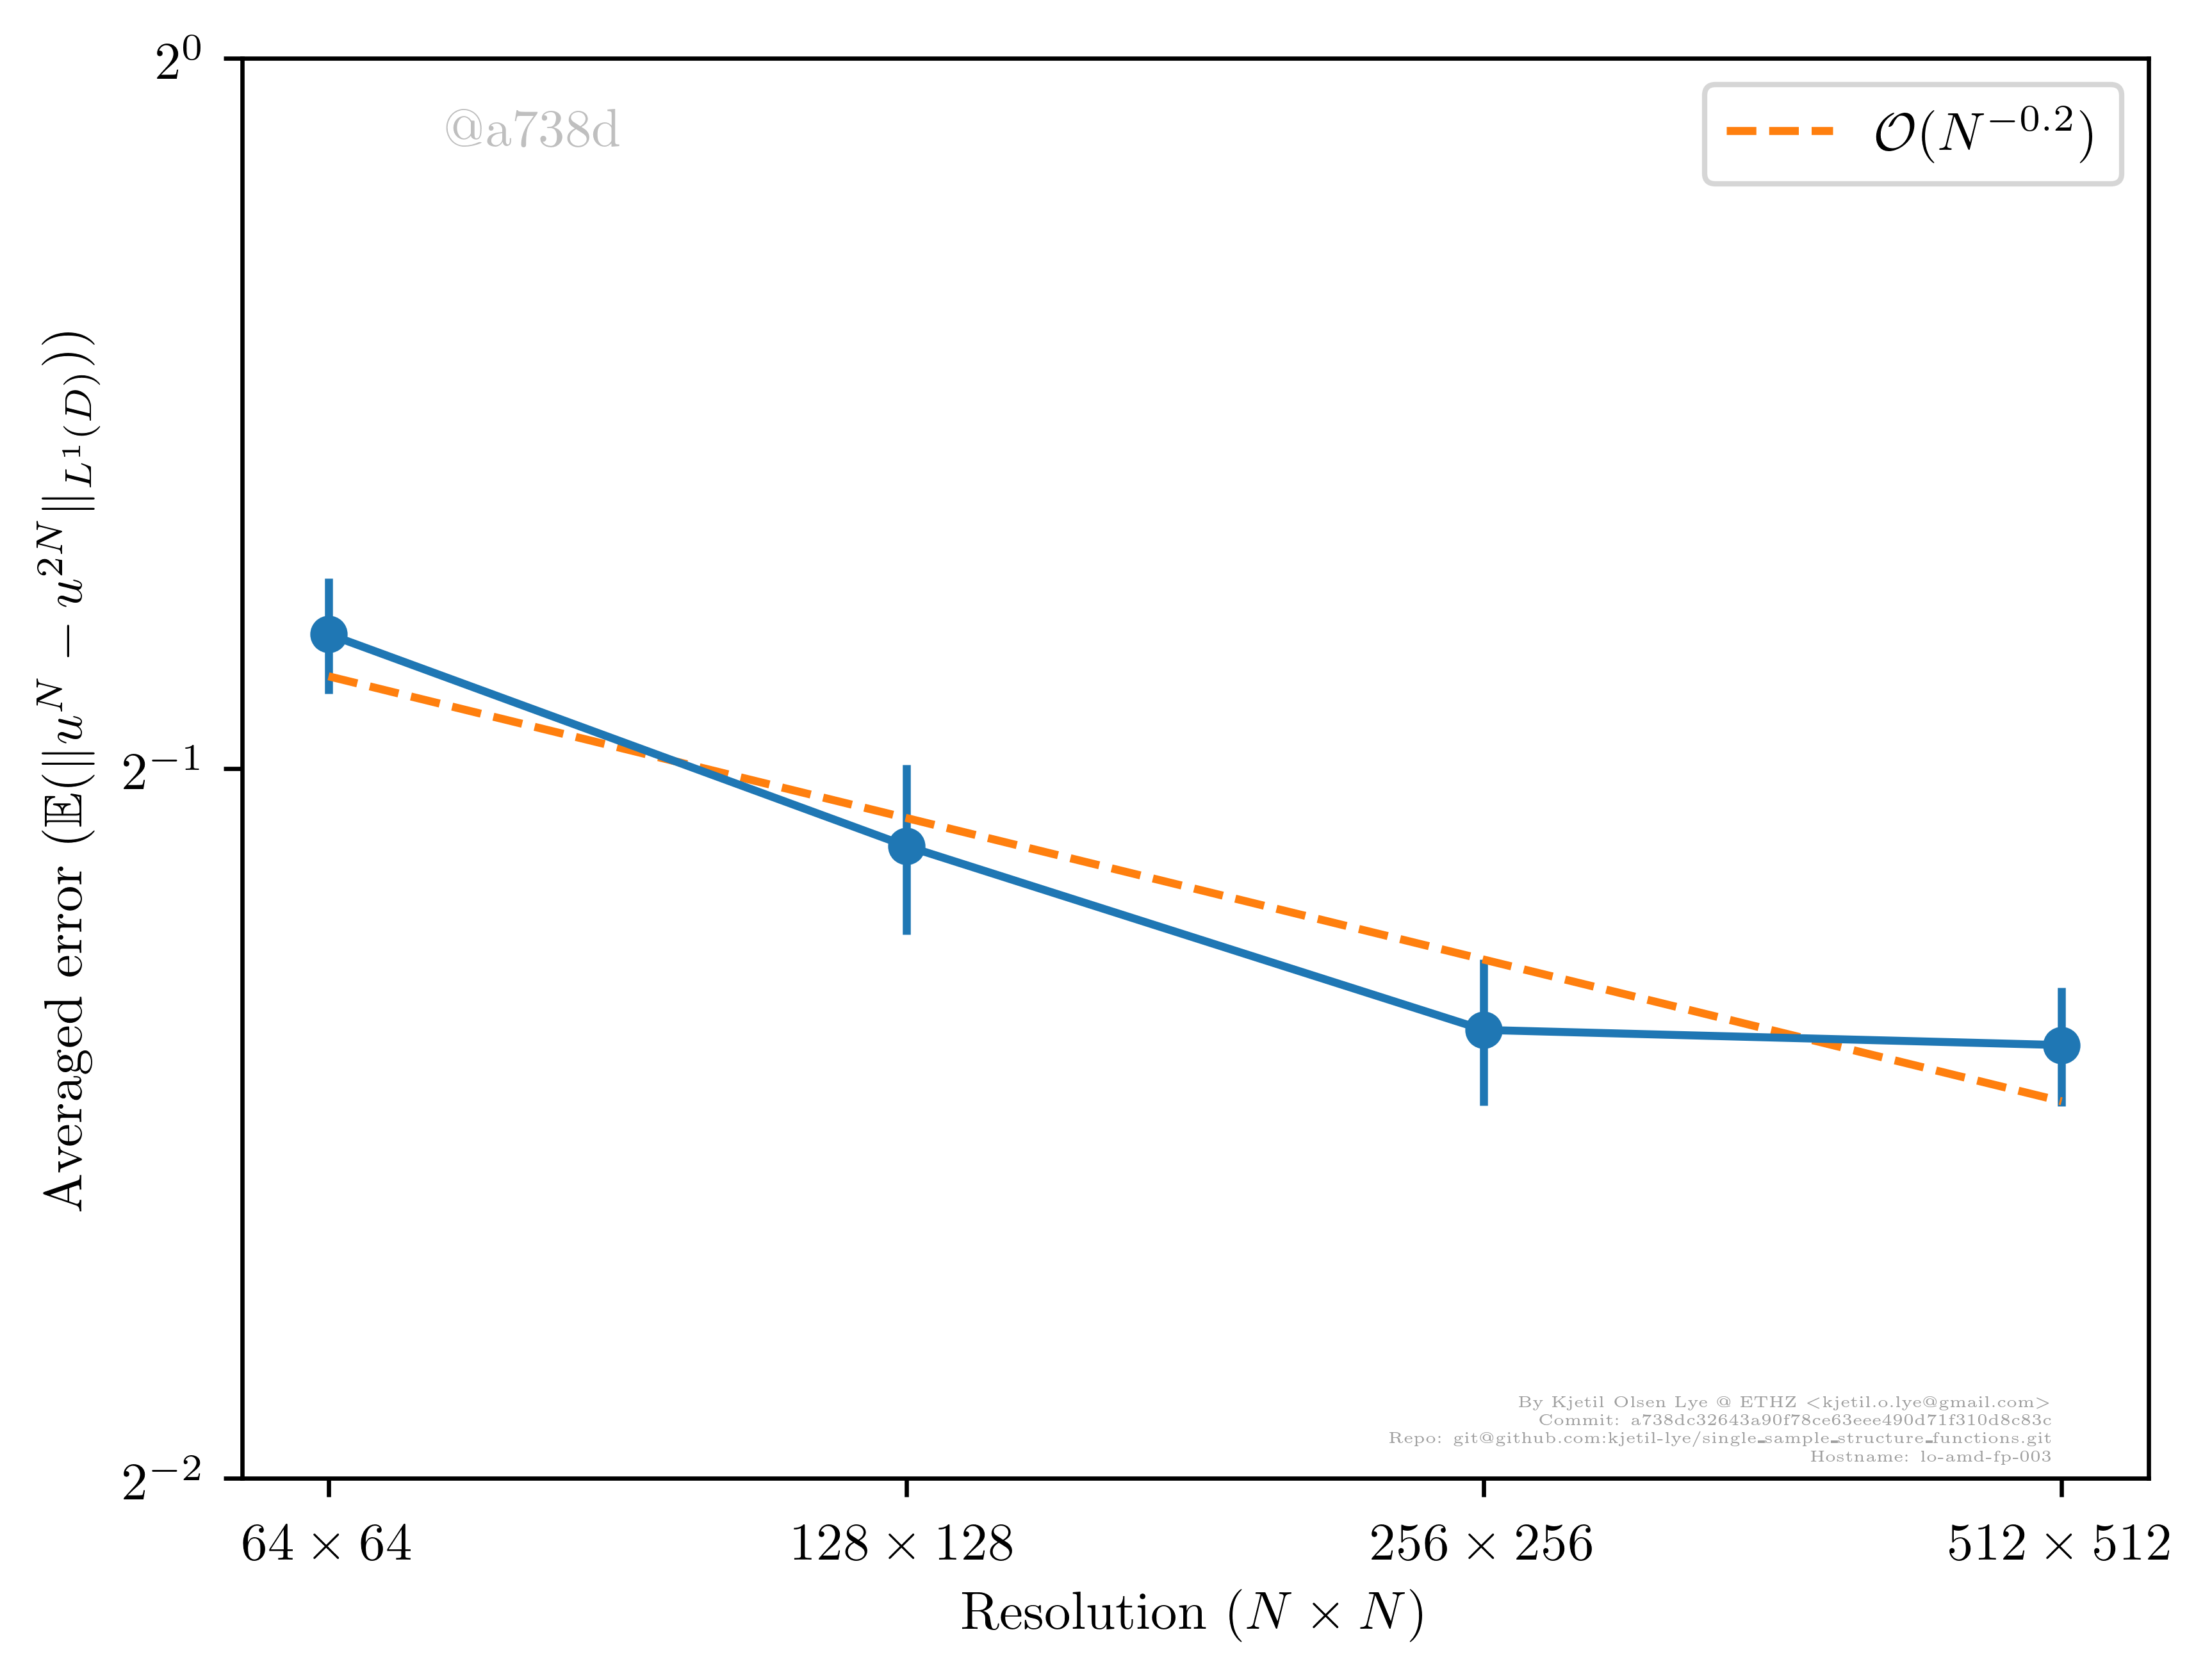 2^0
@a738d
O(N^{-0.2})
Averaged error (𝔼(‖u^N − u^{2N}‖_{L^1(D)}))
2^{-1}
2^{-2}
By Kjetil Olsen Lye @ ETHZ <kjetil.o.lye@gmail.com>
Commit: a738dc32643a90f78ce63eee490d71f310d8c83c
Repo: git@github.com:kjetil-lye/single_sample_structure_functions.git
Hostname: lo-amd-fp-003
64 × 64
128 × 128
256 × 256
512 × 512
Resolution (N × N)